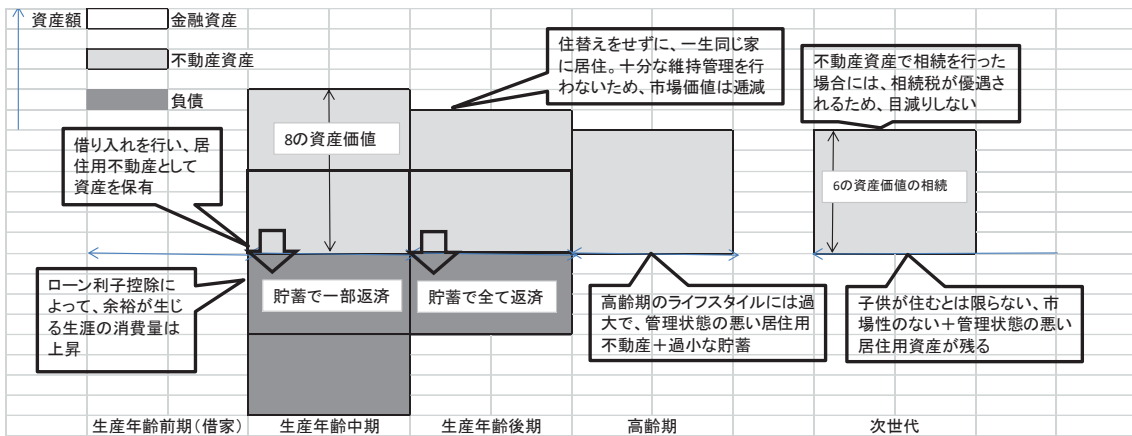 資産額
金融資産
不動産資産
負債
住替えをせずに、一生同じ家
に居住。十分な維持管理を行
わないため、市場価値は逓減
不動産資産で相続を行った
場合には、相続税が優遇さ
れるため、目減りしない
借り入れを行い、居
住用不動産として
資産を保有
8の資産価値
6の資産価値の相続
ローン利子控除に
よって、余裕が生じ
る生涯の消費量は
上昇
貯蓄で一部返済
貯蓄で全て返済
高齢期のライフスタイルには過
大で、管理状態の悪い居住用
不動産＋過小な貯蓄
子供が住むとは限らない、市
場性のない＋管理状態の悪い
居住用資産が残る
生産年齢前期(借家)
生産年齢中期
生産年齢後期
高齢期
次世代